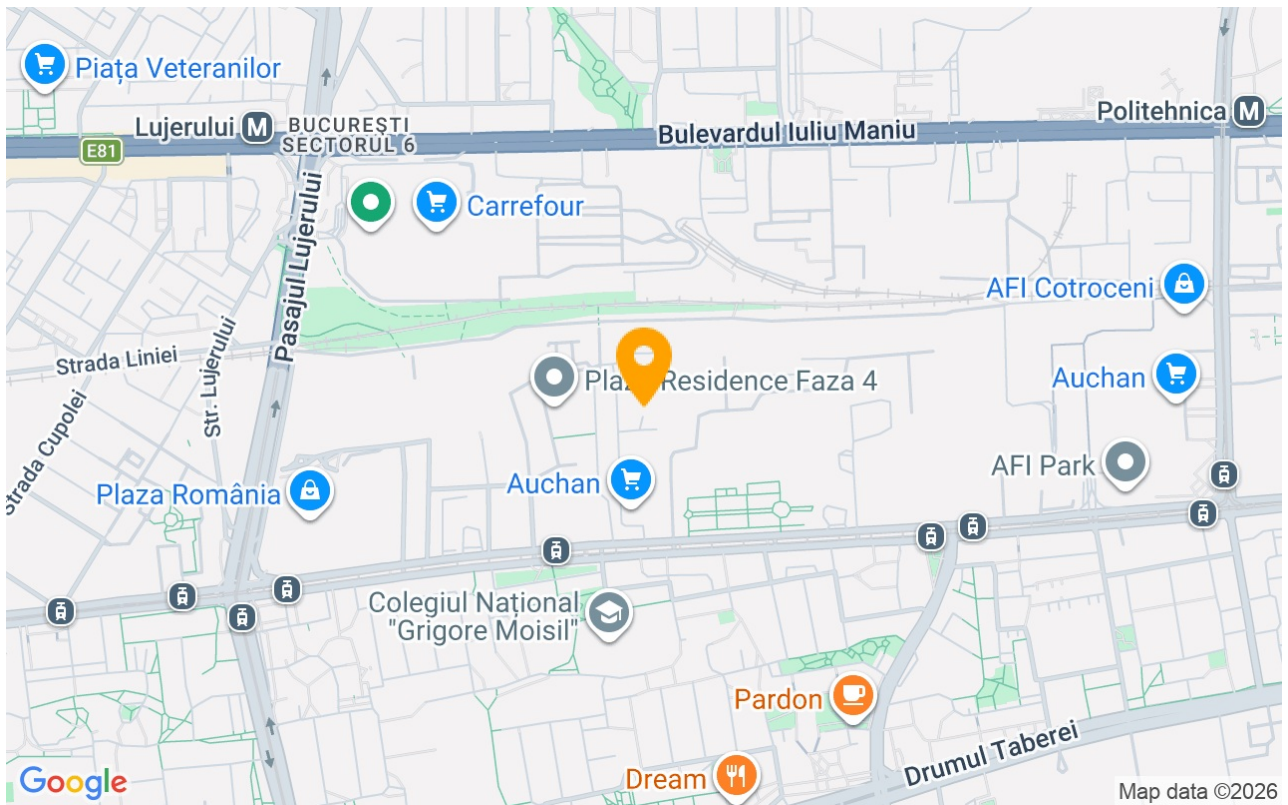 Piața Veteranilor
Lujerului M
BUCUREȘTI
SECTORUL 6
E81
Bulevardul Iuliu Maniu
Politehnica M
Carrefour
Pasajul Lujerului
AFI Cotroceni
Strada Liniei
Str. Lujerului
Strada Cupolei
Plaza Residence Faza 4
Auchan
AFI Park
Auchan
Plaza România
Colegiul Național
"Grigore Moisil"
Pardon
Drumul Taberei
Dream
Google
Map data ©2026